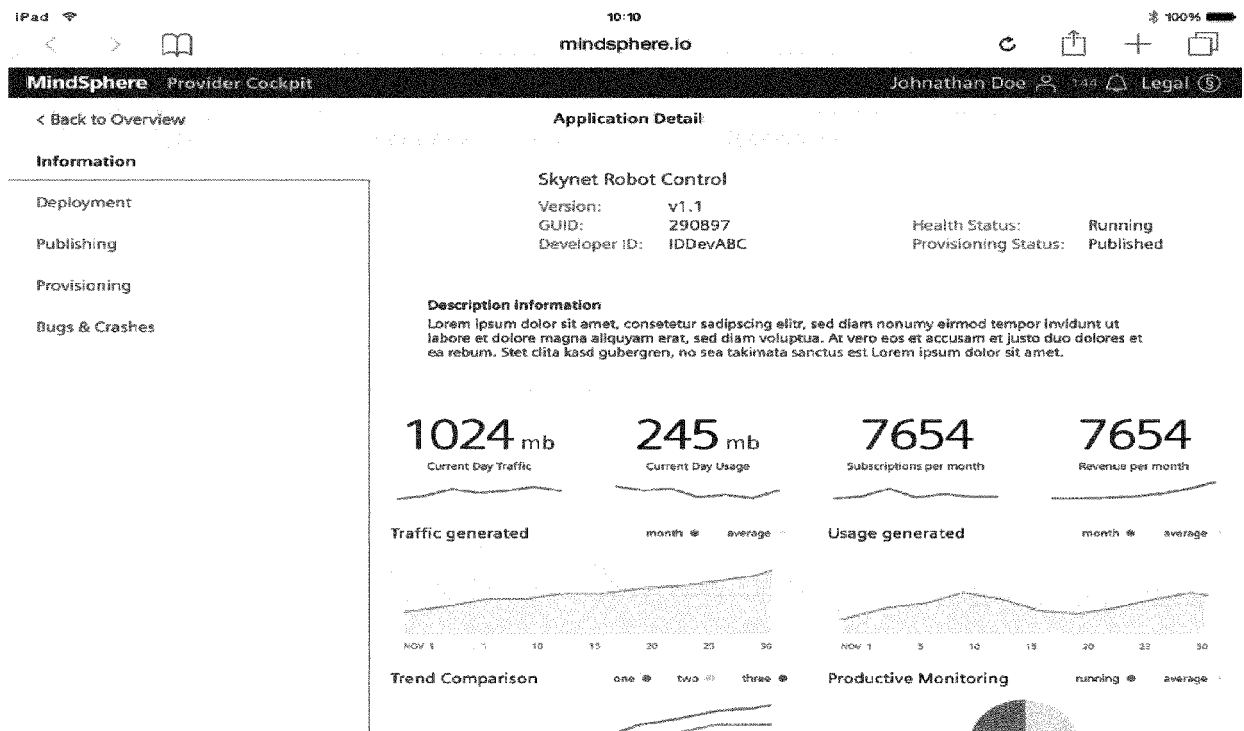 iPad 10:10 100%
mindsphere.io
MindSphere Provider Cockpit Johnathan Doe 144 Legal
< Back to Overview Application Detail
Information
Deployment
Publishing
Provisioning
Bugs & Crashes
Skynet Robot Control
Version: v1.1
GUID: 290897 Health Status: Running
Developer ID: IDDevABC Provisioning Status: Published
Description information
Lorem ipsum dolor sit amet, consetetur sadipscing elitr, sed diam nonumy eirmod tempor invidunt ut
labore et dolore magna aliquyam erat, sed diam voluptua. At vero eos et accusam et justo duo dolores et
ea rebum. Stet clita kasd gubergren, no sea takimata sanctus est Lorem ipsum dolor sit amet.
1024 mb 245 mb 7654 7654
Current Day Traffic Current Day Usage Subscriptions per month Revenue per month
Traffic generated month average Usage generated month average
NOV 1 10 15 20 25 30 NOV 1 5 10 15 20 30
Trend Comparison one two three Productive Monitoring running average